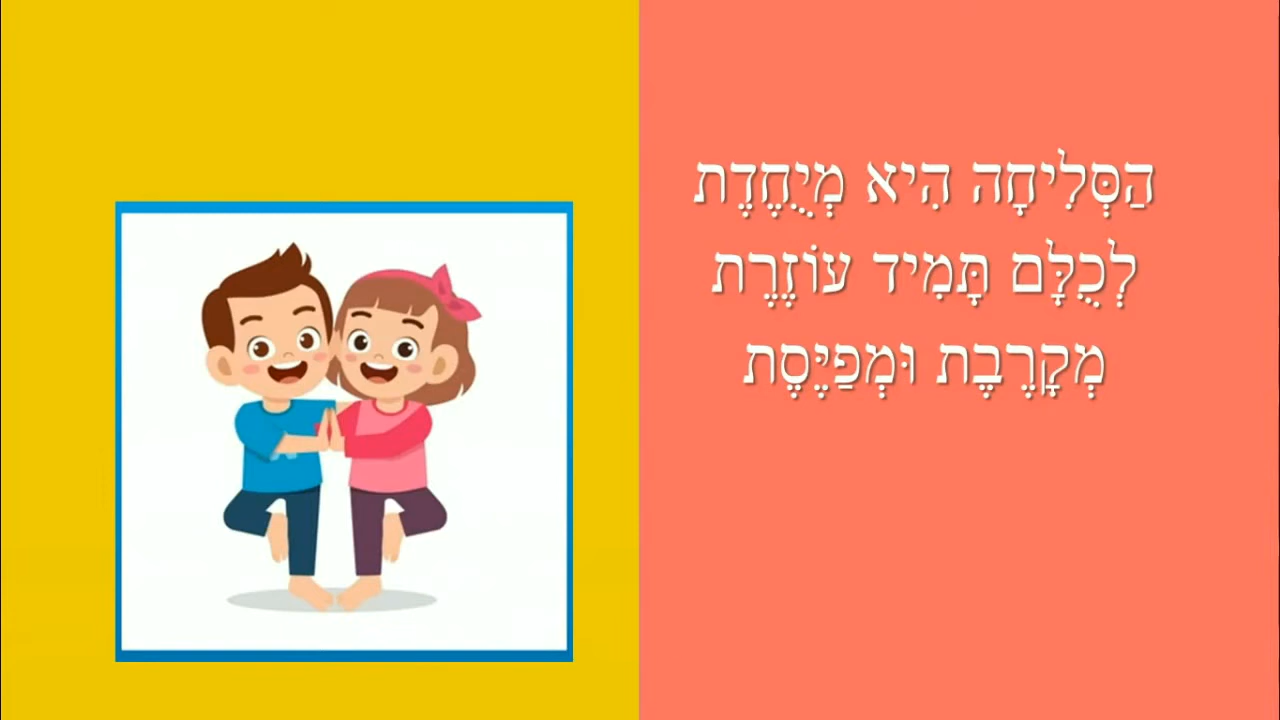 הַסְּלִיחָה הִיא מְיֻחֶדֶת
לְכֻלָּם תָּמִיד עוֹזֶרֶת
מְקָרֶבֶת וּמְפַיֶּסֶת